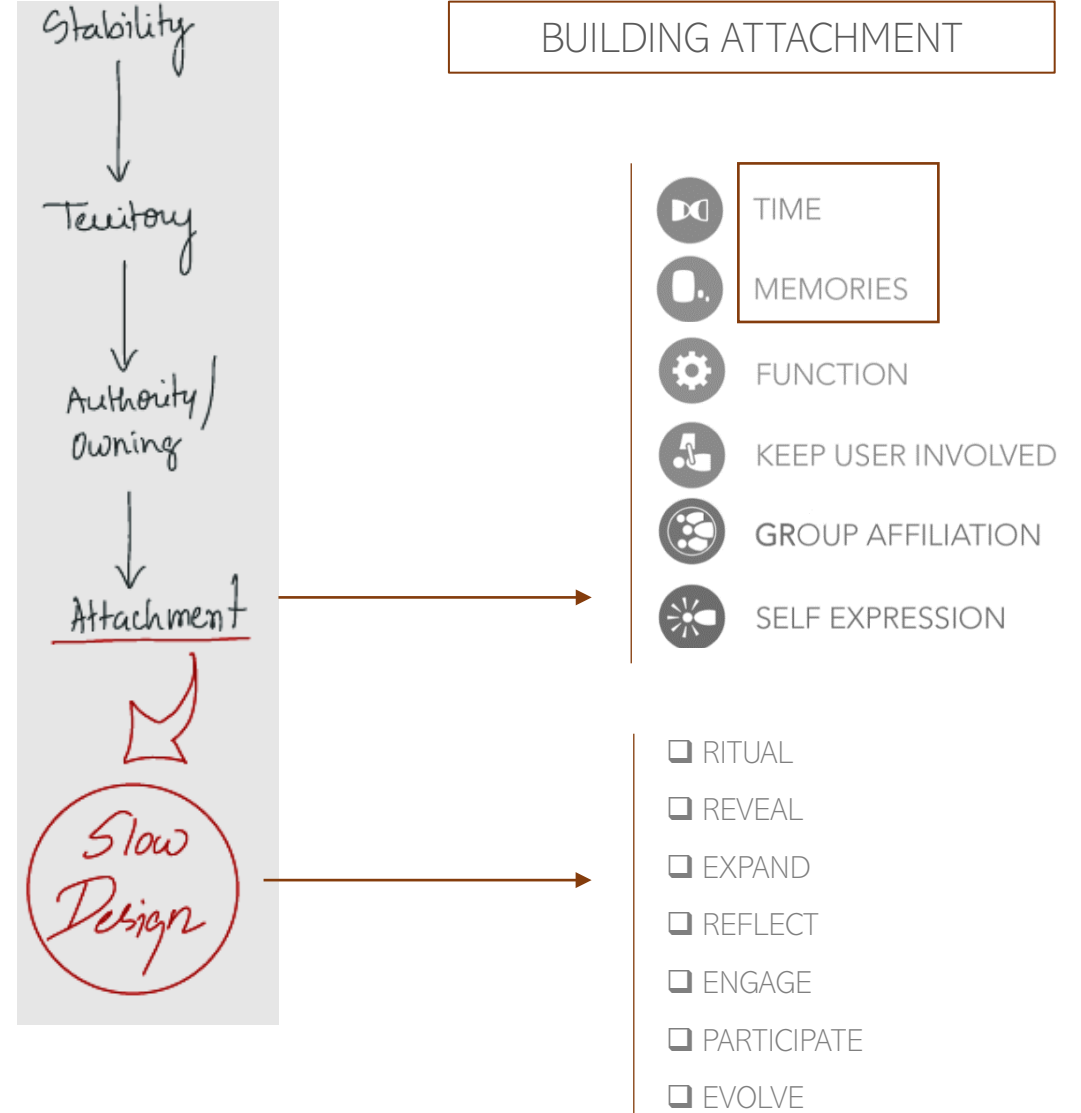 Stability
Territory
Authority/
Owning
Attachment
Slow
Design
BUILDING ATTACHMENT
TIME
MEMORIES
FUNCTION
KEEP USER INVOLVED
GROUP AFFILIATION
SELF EXPRESSION
❑ RITUAL
❑ REVEAL
❑ EXPAND
❑ REFLECT
❑ ENGAGE
❑ PARTICIPATE
❑ EVOLVE